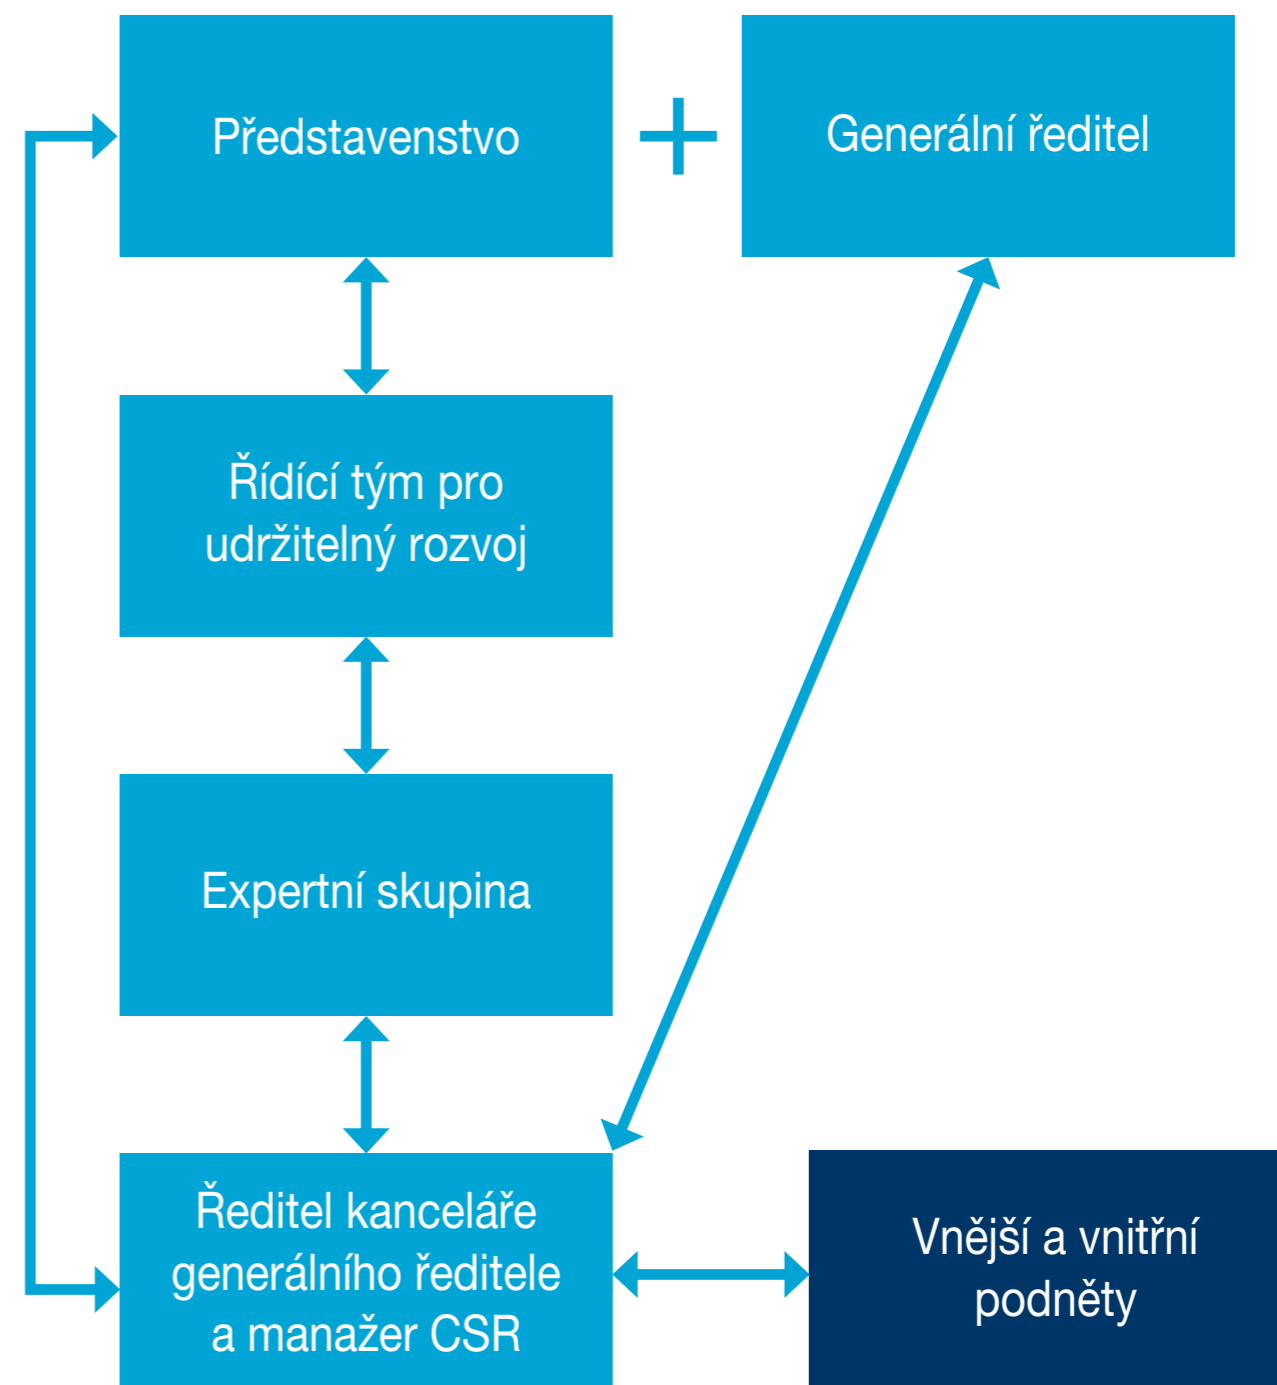 Představenstvo
+
Generální ředitel
Řídící tým pro
udržitelný rozvoj
Expertní skupina
Ředitel kanceláře
generálního ředitele
a manažer CSR
Vnější a vnitřní
podněty